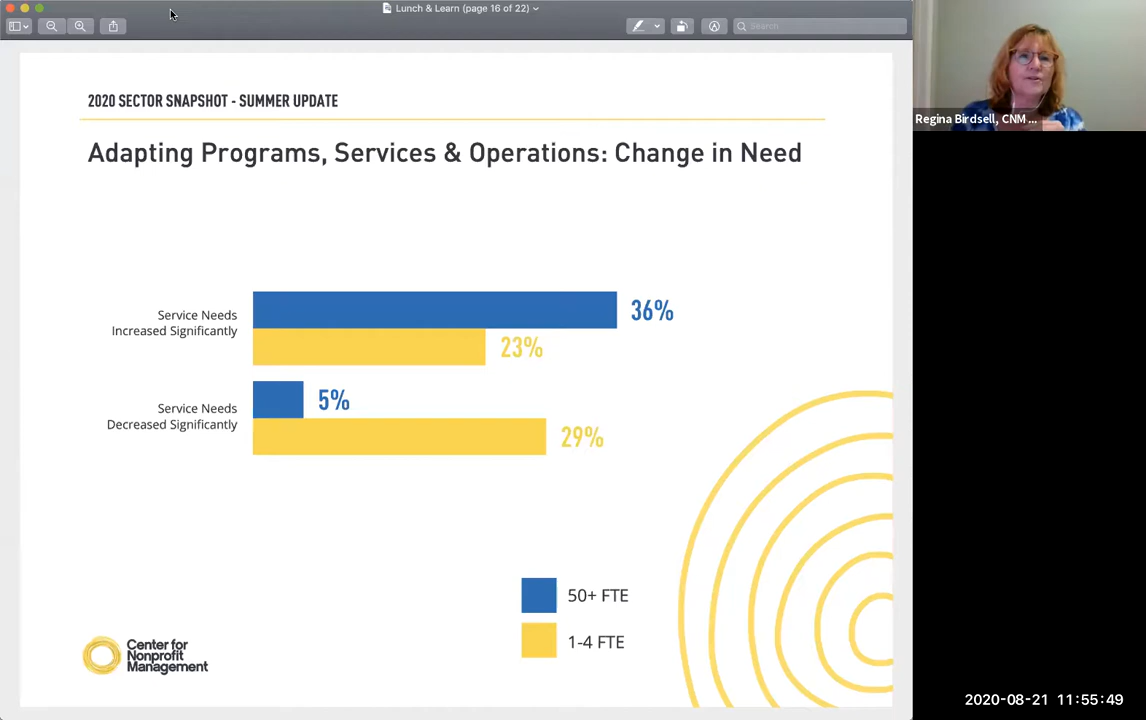 Lunch & Learn (page 16 of 22)
Search
Regina Birdsell, CNM ...
2020 SECTOR SNAPSHOT - SUMMER UPDATE
Adapting Programs, Services & Operations: Change in Need
Service Needs
Increased Significantly
36%
23%
Service Needs
Decreased Significantly
5%
29%
50+ FTE
1-4 FTE
Center for
Nonprofit
Management
2020-08-21 11:55:49